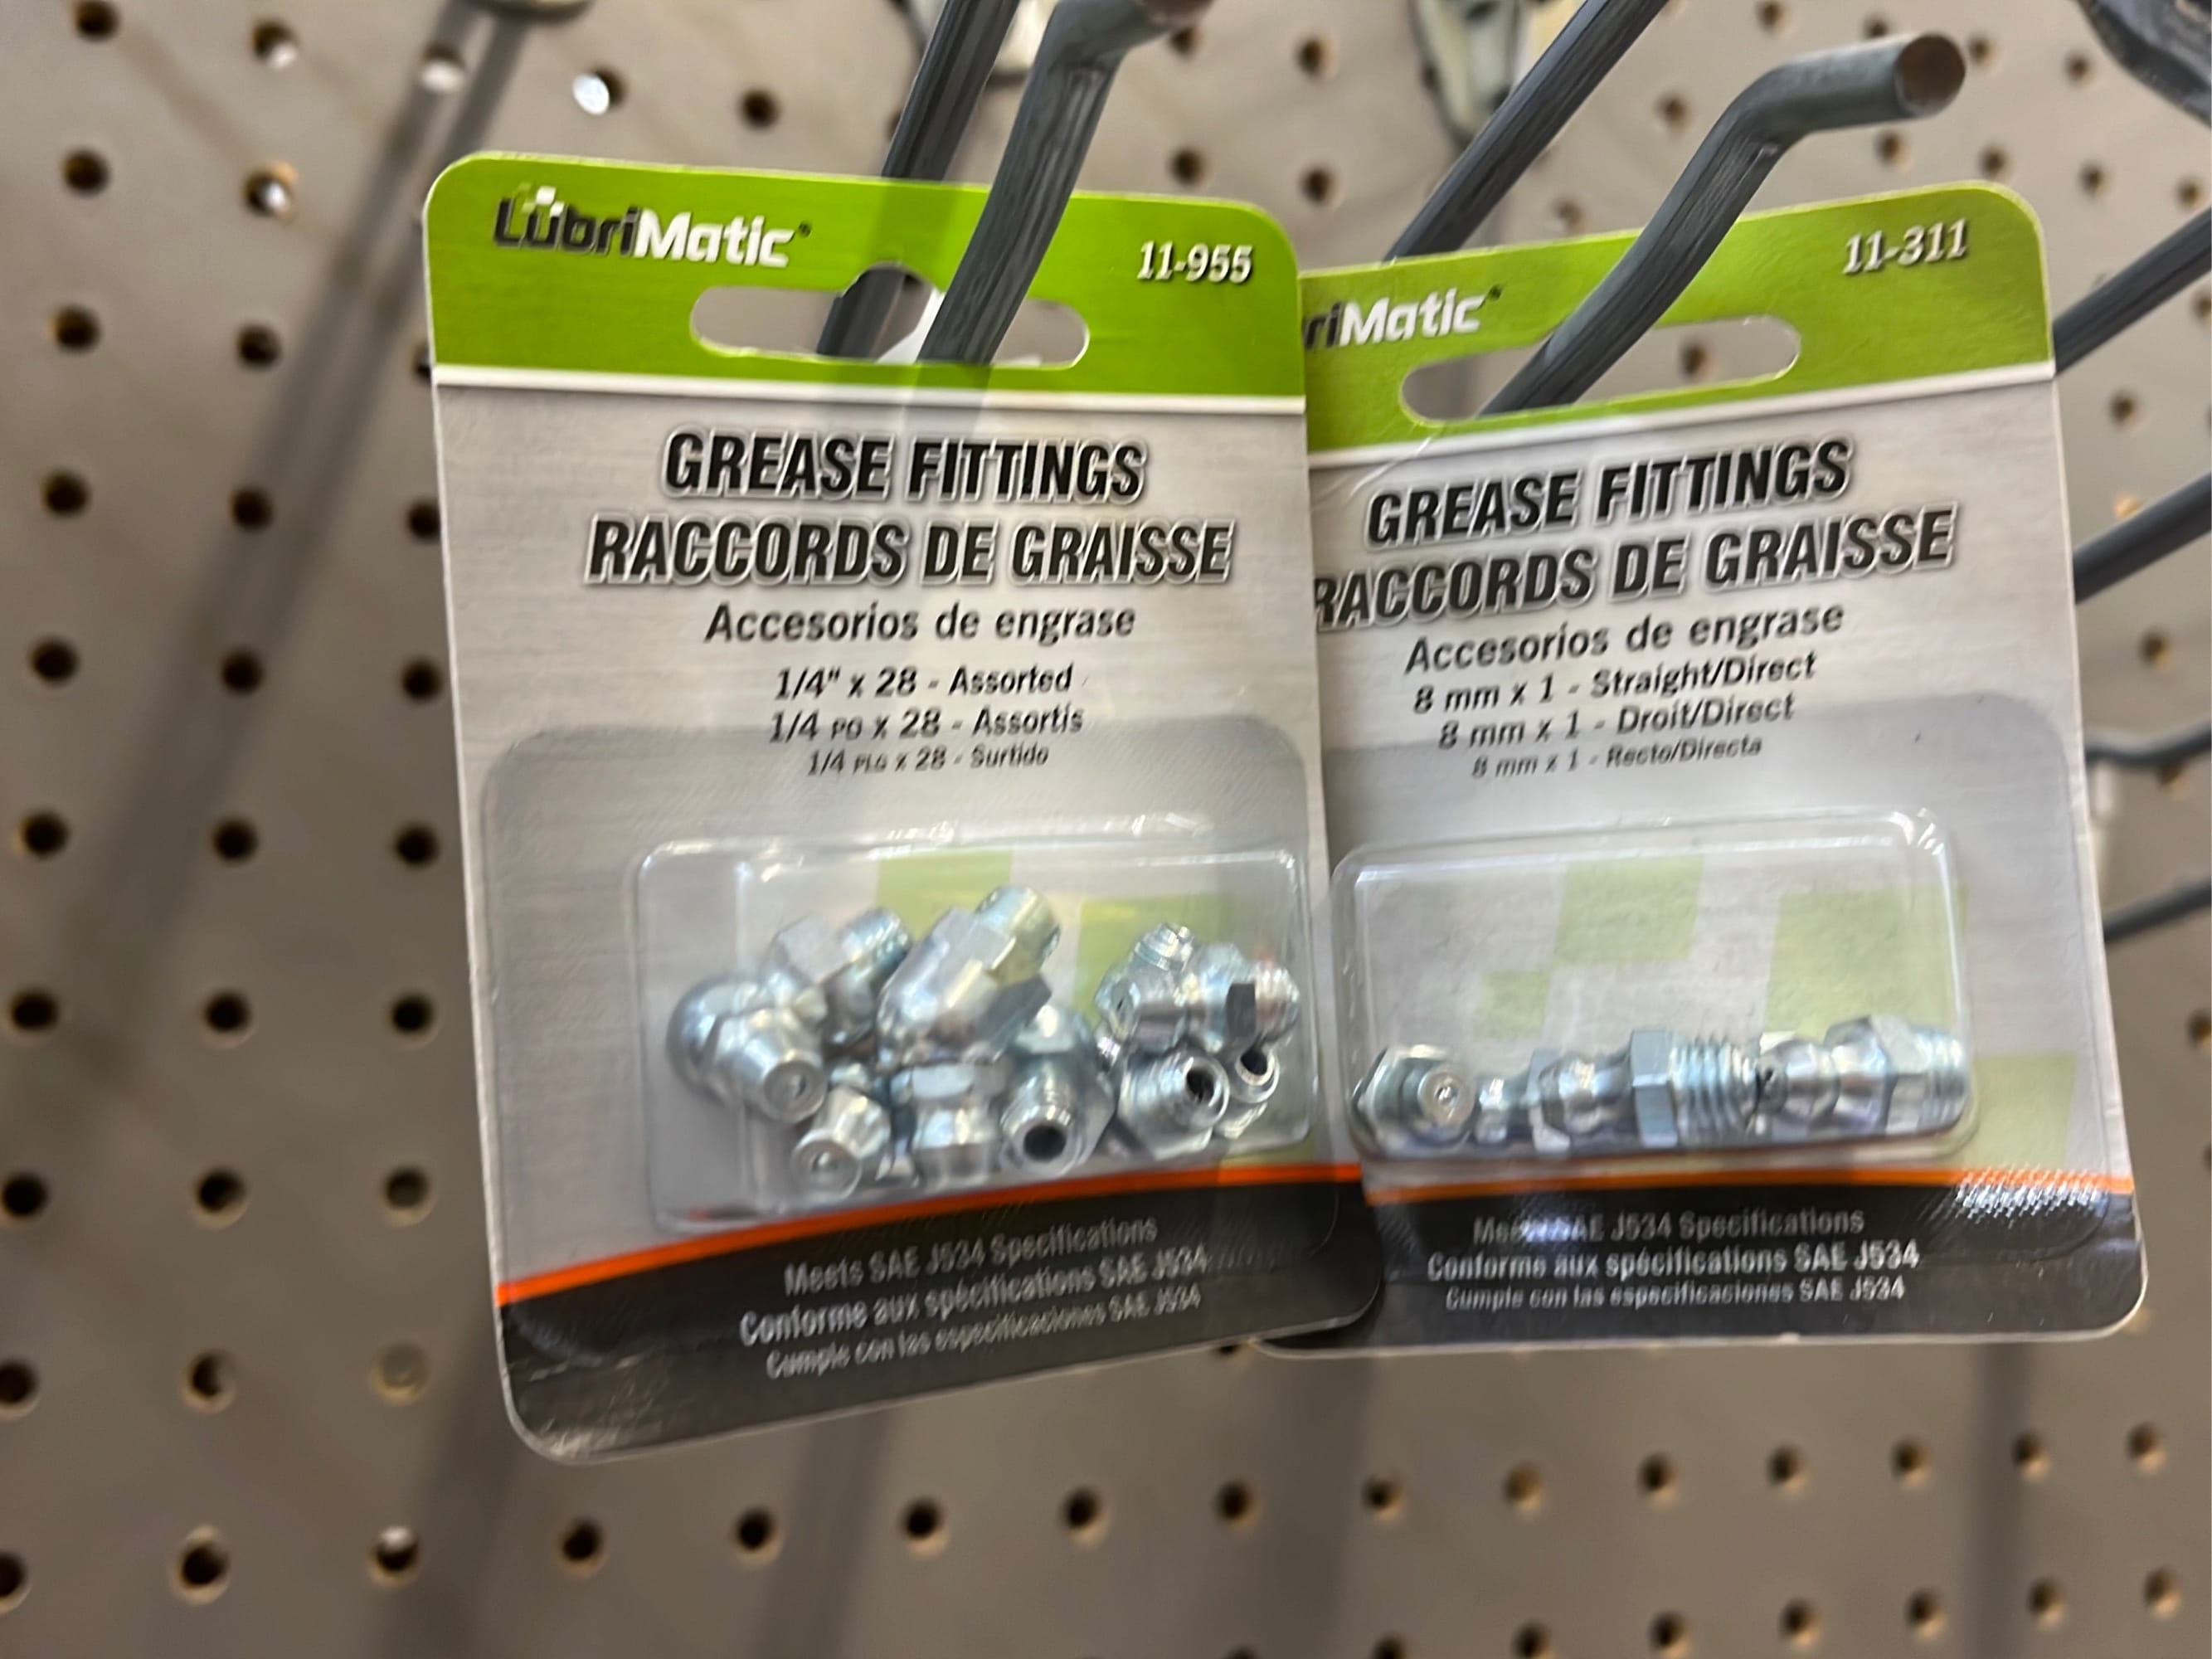 LubriMatic®
11-955
GREASE FITTINGS
RACCORDS DE GRAISSE
Accesorios de engrase
1/4" x 28 - Assorted
1/4 PO x 28 - Assortis
1/4 PLG x 28 - Surtido
Meets SAE J534 Specifications
Conforme aux spécifications SAE J534
Cumple con las especificaciones SAE J534
riMatic®
11-311
GREASE FITTINGS
RACCORDS DE GRAISSE
Accesorios de engrase
8 mm x 1 - Straight/Direct
8 mm x 1 - Droit/Direct
8 mm x 1 - Recto/Directa
Meets SAE J534 Specifications
Conforme aux spécifications SAE J534
Cumple con las especificaciones SAE J534